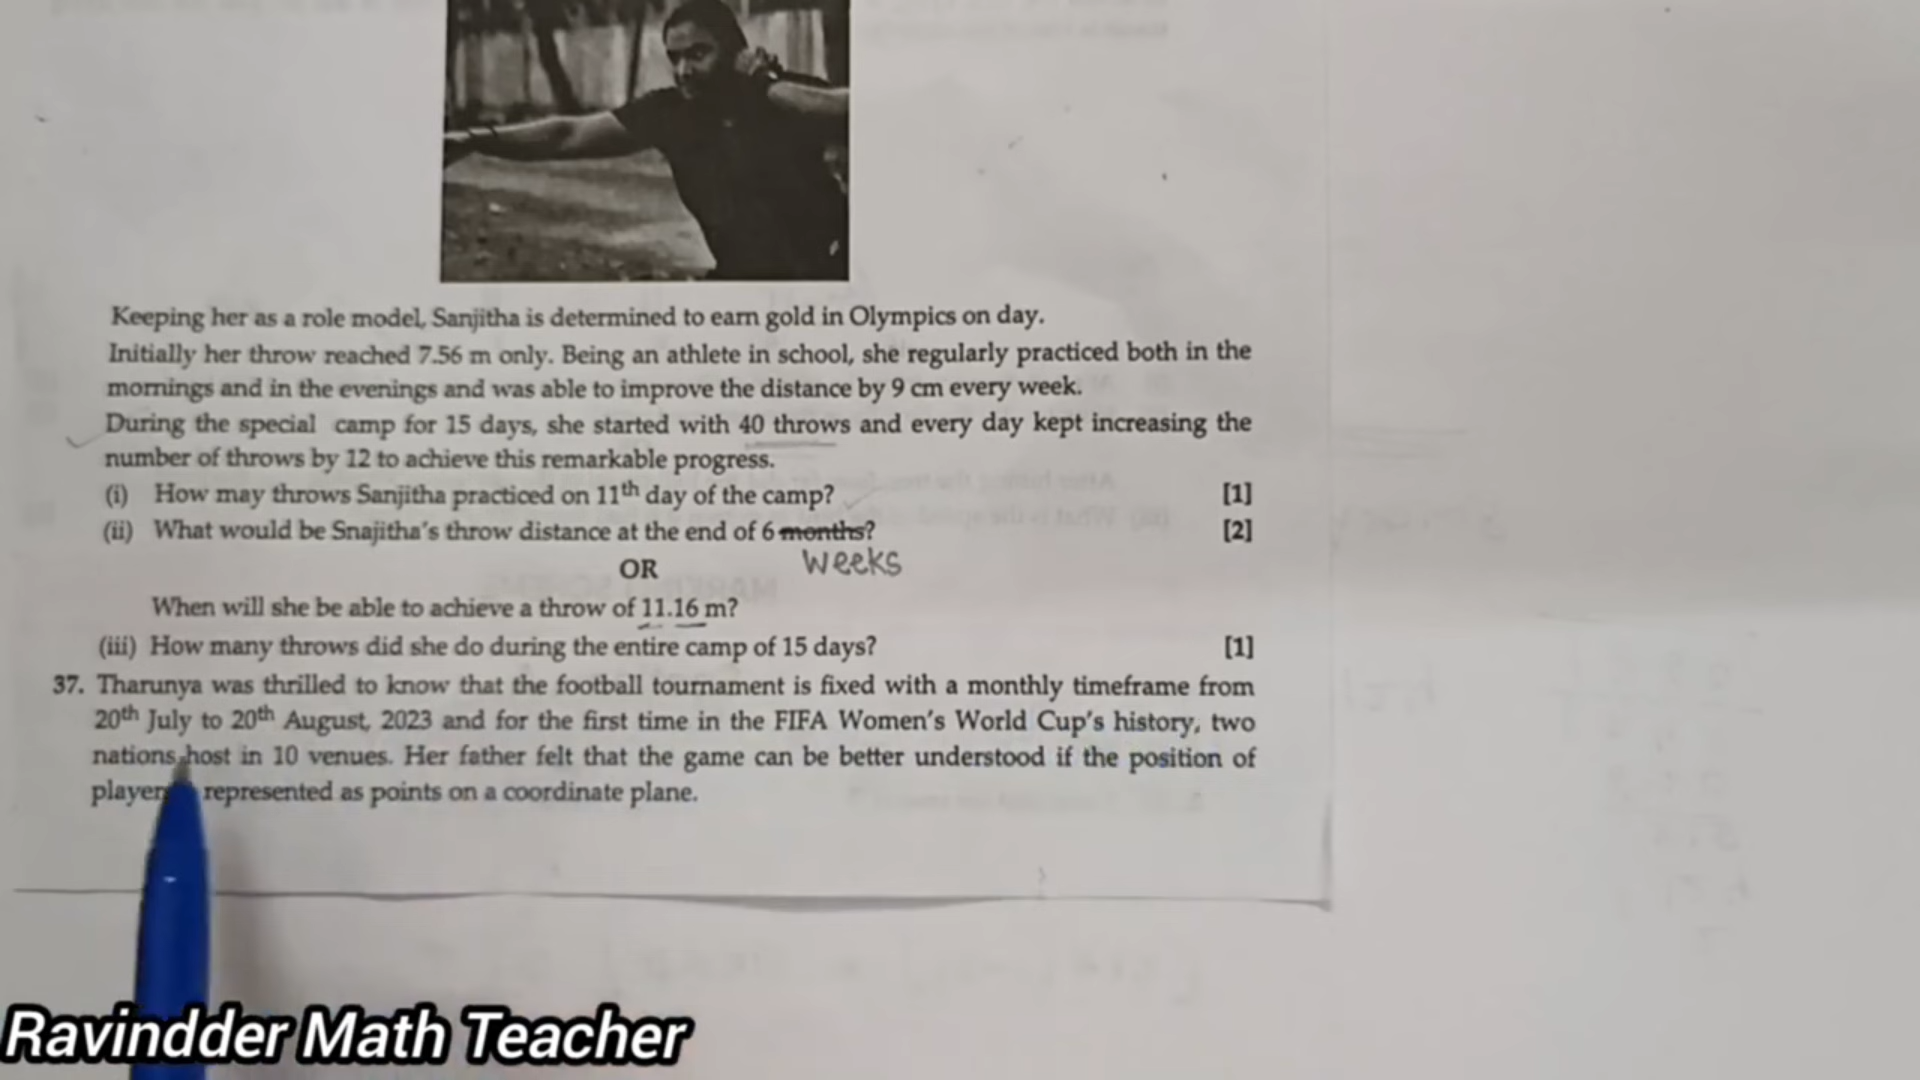 Keeping her as a role model, Sanjitha is determined to earn gold in Olympics on day.
Initially her throw reached 7.56 m only. Being an athlete in school, she regularly practiced both in the
mornings and in the evenings and was able to improve the distance by 9 cm every week.
During the special camp for 15 days, she started with 40 throws and every day kept increasing the
number of throws by 12 to achieve this remarkable progress.
(i) How may throws Sanjitha practiced on 11th day of the camp? [1]
(ii) What would be Snajitha's throw distance at the end of 6 months? [2]
weeks
OR
When will she be able to achieve a throw of 11.16 m?
(iii) How many throws did she do during the entire camp of 15 days? [1]
37. Tharunya was thrilled to know that the football tournament is fixed with a monthly timeframe from
20th July to 20th August, 2023 and for the first time in the FIFA Women's World Cup's history, two
nations host in 10 venues. Her father felt that the game can be better understood if the position of
represented as points on a coordinate plane.
Ravindder Math Teacher